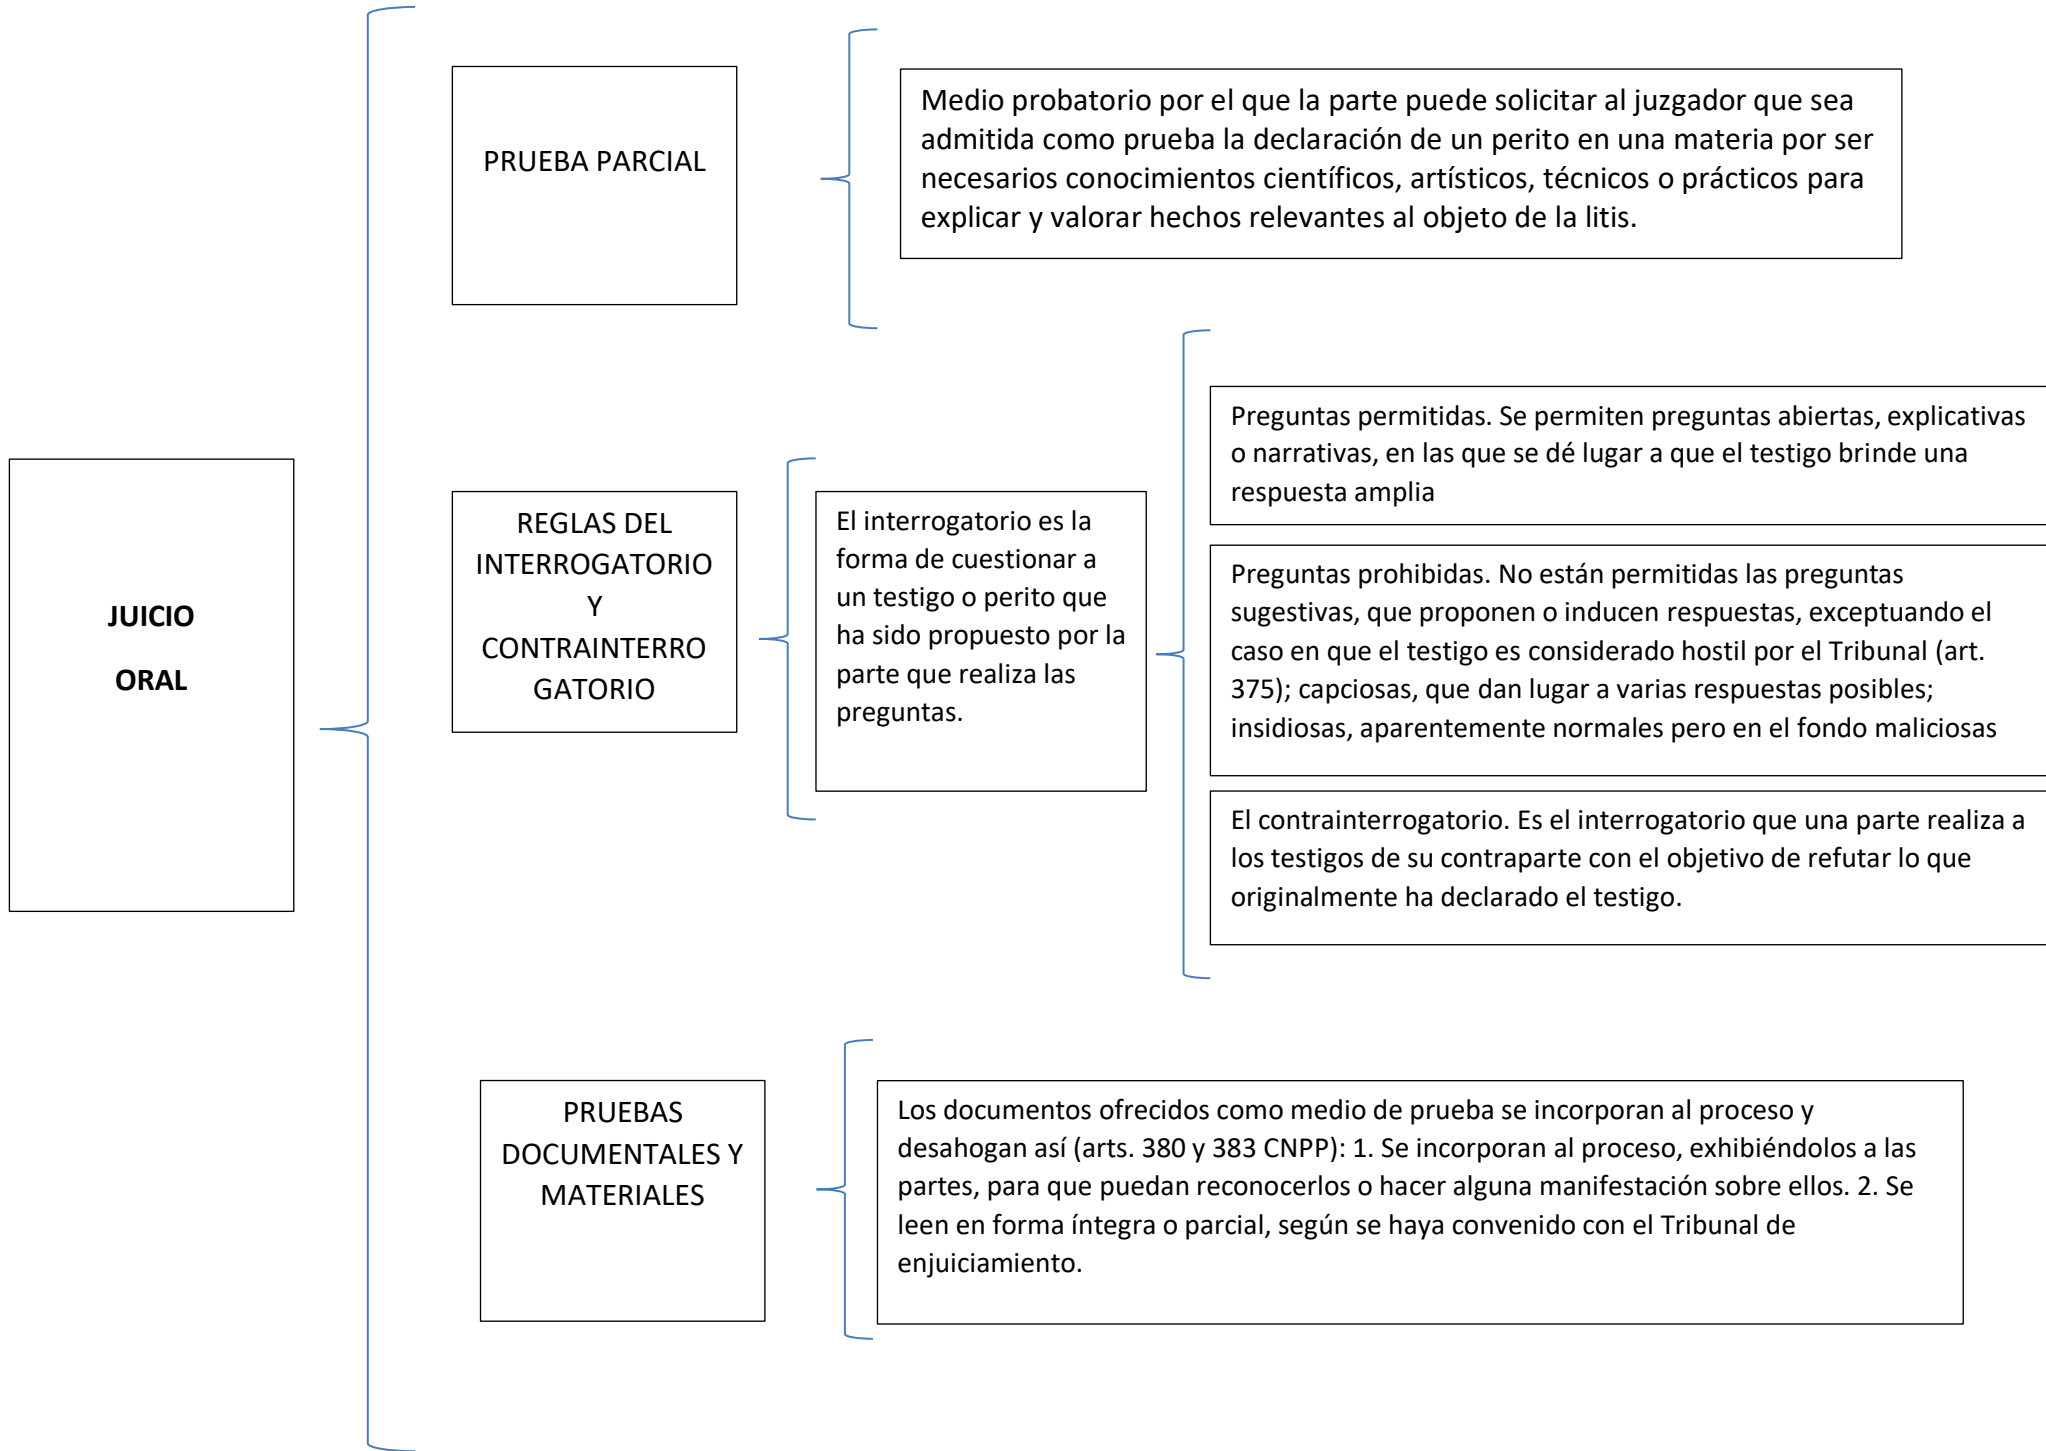 JUICIO
ORAL
PRUEBA PARCIAL
Medio probatorio por el que la parte puede solicitar al juzgador que sea
admitida como prueba la declaración de un perito en una materia por ser
necesarios conocimientos científicos, artísticos, técnicos o prácticos para
explicar y valorar hechos relevantes al objeto de la litis.
REGLAS DEL
INTERROGATORIO
Y
CONTRAINTERRO
GATORIO
El interrogatorio es la
forma de cuestionar a
un testigo o perito que
ha sido propuesto por la
parte que realiza las
preguntas.
Preguntas permitidas. Se permiten preguntas abiertas, explicativas
o narrativas, en las que se dé lugar a que el testigo brinde una
respuesta amplia
Preguntas prohibidas. No están permitidas las preguntas
sugestivas, que proponen o inducen respuestas, exceptuando el
caso en que el testigo es considerado hostil por el Tribunal (art.
375); capciosas, que dan lugar a varias respuestas posibles;
insidiosas, aparentemente normales pero en el fondo maliciosas
El contrainterrogatorio. Es el interrogatorio que una parte realiza a
los testigos de su contraparte con el objetivo de refutar lo que
originalmente ha declarado el testigo.
PRUEBAS
DOCUMENTALES Y
MATERIALES
Los documentos ofrecidos como medio de prueba se incorporan al proceso y
desahogan así (arts. 380 y 383 CNPP): 1. Se incorporan al proceso, exhibiéndolos a las
partes, para que puedan reconocerlos o hacer alguna manifestación sobre ellos. 2. Se
leen en forma íntegra o parcial, según se haya convenido con el Tribunal de
enjuiciamiento.